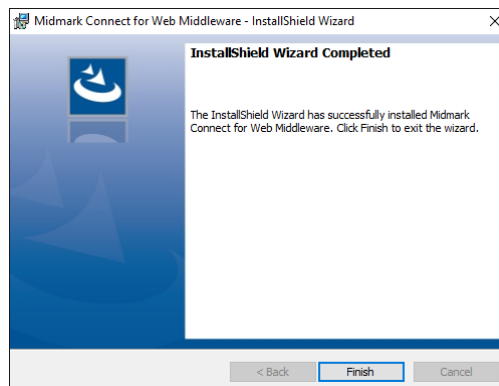 Midmark Connect for Web Middleware - InstallShield Wizard
InstallShield Wizard Completed
The InstallShield Wizard has successfully installed Midmark
Connect for Web Middleware. Click Finish to exit the wizard.
< Back
Finish
Cancel